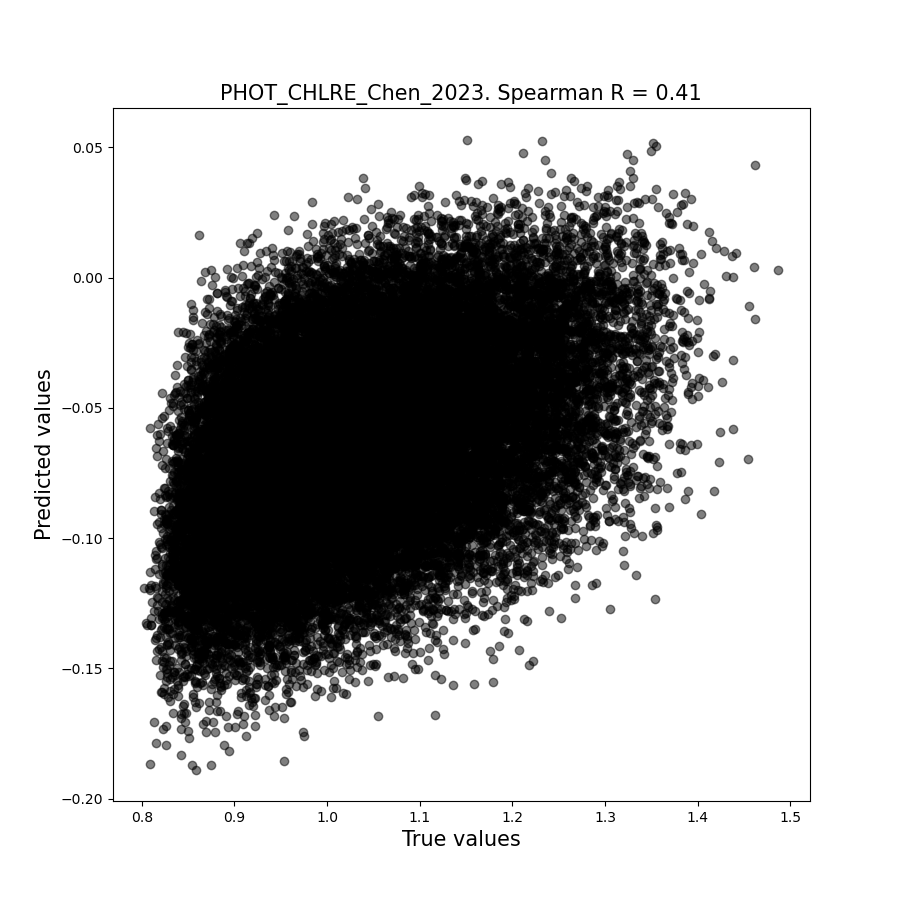 PHOT_CHLRE_Chen_2023. Spearman R = 0.41
0.05
0.00
−0.05
−0.10
−0.15
−0.20
Predicted values
0.8 0.9 1.0 1.1 1.2 1.3 1.4 1.5
True values